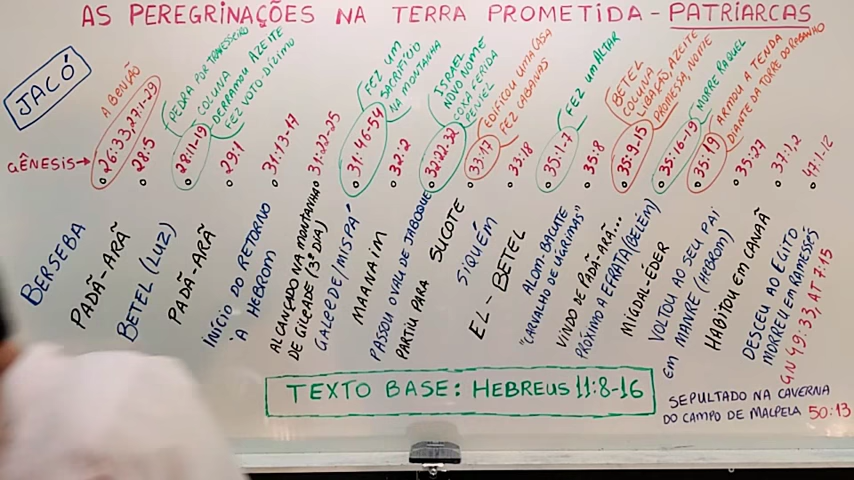 AS PEREGRINAÇÕES NA TERRA PROMETIDA - PATRIARCAS
JACÓ
A BENÇÃO
PEDRA POR TRAVESSEIRO
COLUNA
DERRAMOU AZEITE
FEZ VOTO-DÍZIMO
FEZ UM
SACRIFÍCIO
NA MONTANHA
ISRAEL
NOVO NOME
COXA FERIDA
PENIEL
EDIFICOU UMA CASA
FEZ CABANAS
FEZ UM ALTAR
BETEL
COLUNA
LIBAÇÃO, AZEITE
PROMESSA, NOME
MORRE RAQUEL
ARMOU A TENDA
DIANTE DA TORRE DO REBANHO
GÊNESIS→
26:33, 27:1-29
28:5
28:11-19
29:1
31:13-17
31:22-25
31:46-54
32:2
32:22-32
33:17
33:18
35:1-7
35:8
35:9-15
35:16-19
35:19
35:27
37:1.2
47:1-12
BERSEBA
PADÃ-ARÃ
BETEL (LUZ)
PADÃ-ARÃ
INÍCIO DO RETORNO
À HEBROM
ALCANÇADO NA MONTANHA
DE GILEADE (3º DIA)
GALEEDE/MISPÁ
MAANAIM
PASSOU O VAU DE JABOQUE
PARTIU PARA SUCOTE
SIQUÉM
EL-BETEL
ALOM-BACUTE
"CARVALHO DE LÁGRIMAS"
VINDO DE PADÃ-ARÃ...
PRÓXIMO A EFRATA (BELÉM)
MIGDAL-ÉDER
VOLTOU AO SEU PAI
EM MANRE (HEBROM)
HABITOU EM CANAÃ
DESCEU AO EGITO
MORREU EM RAMESSÉS
GN 49:33, AT 7:15
TEXTO BASE: HEBREUS 11:8-16
SEPULTADO NA CAVERNA
DO CAMPO DE MALPELA 50:13